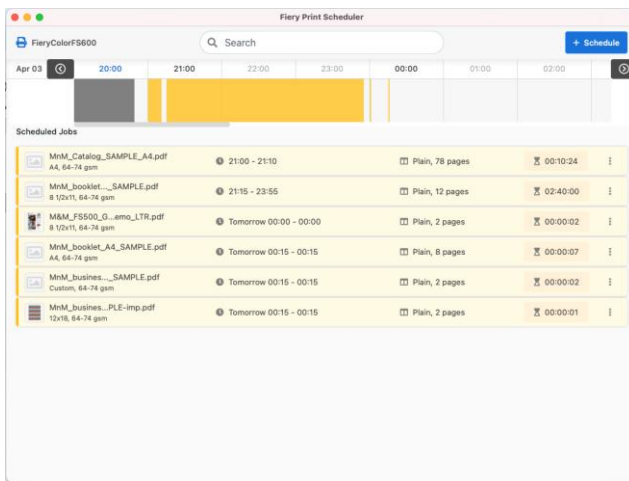 Fiery Print Scheduler
FieryColorFS600
Search
+ Schedule
Apr 03 20:00 21:00 22:00 23:00 00:00 01:00 02:00
Scheduled Jobs
MnM_Catalog_SAMPLE_A4.pdf 21:00 - 21:10 Plain, 78 pages 00:10:24
A4, 64-74 gsm
MnM_booklet..._SAMPLE.pdf 21:15 - 23:55 Plain, 12 pages 02:40:00
8 1/2x11, 64-74 gsm
M&M_FS500_G...emo_LTR.pdf Tomorrow 00:00 - 00:00 Plain, 2 pages 00:00:02
8 1/2x11, 64-74 gsm
MnM_booklet_A4_SAMPLE.pdf Tomorrow 00:15 - 00:15 Plain, 8 pages 00:00:07
A4, 64-74 gsm
MnM_busines..._SAMPLE.pdf Tomorrow 00:15 - 00:15 Plain, 2 pages 00:00:02
Custom, 64-74 gsm
MnM_busines...PLE-imp.pdf Tomorrow 00:15 - 00:15 Plain, 2 pages 00:00:01
12x18, 64-74 gsm